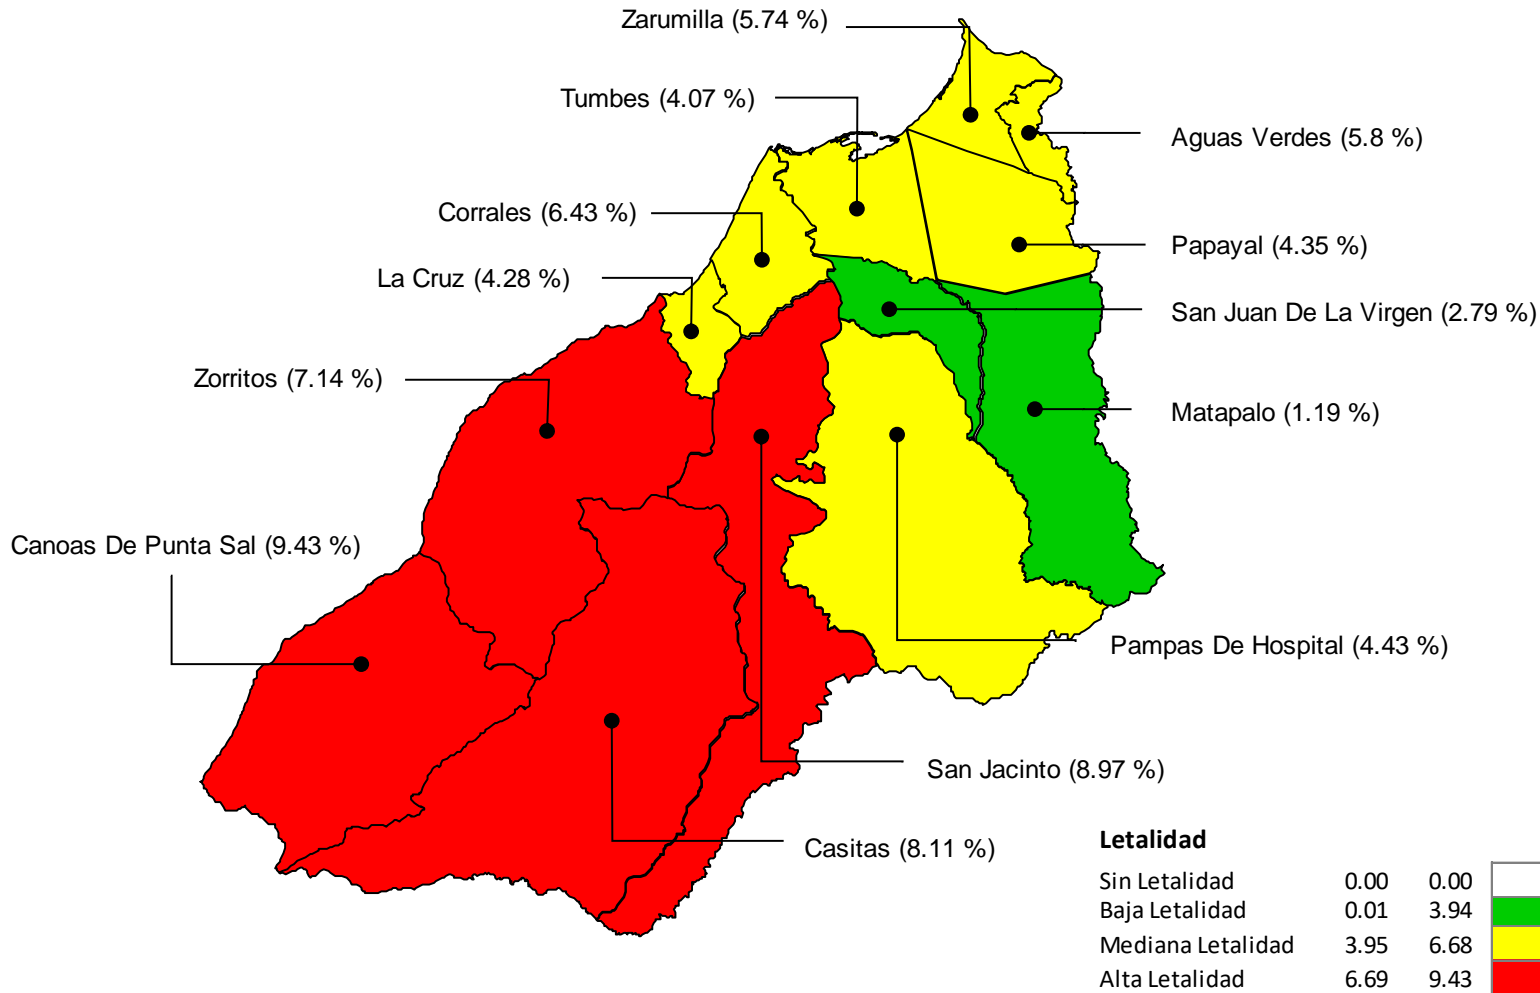 Zarumilla (5.74 %)
Tumbes (4.07 %)
Aguas Verdes (5.8 %)
Corrales (6.43 %)
Papayal (4.35 %)
La Cruz (4.28 %)
San Juan De La Virgen (2.79 %)
Zorritos (7.14 %)
Matapalo (1.19 %)
Canoas De Punta Sal (9.43 %)
Pampas De Hospital (4.43 %)
San Jacinto (8.97 %)
Casitas (8.11 %)
Letalidad
Sin Letalidad 0.00 0.00
Baja Letalidad 0.01 3.94
Mediana Letalidad 3.95 6.68
Alta Letalidad 6.69 9.43